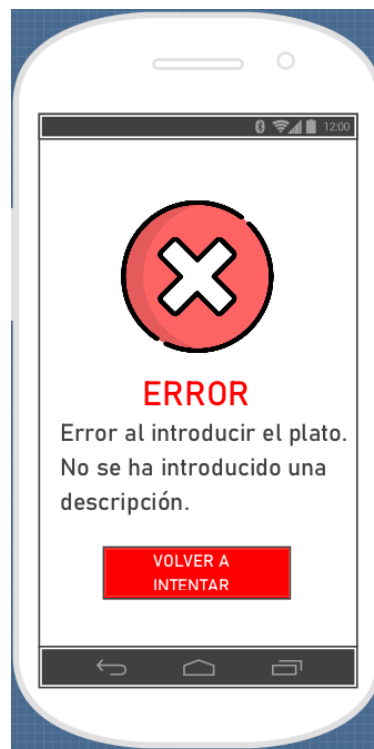 12:00
ERROR
Error al introducir el plato.
No se ha introducido una
descripción.
VOLVER A
INTENTAR